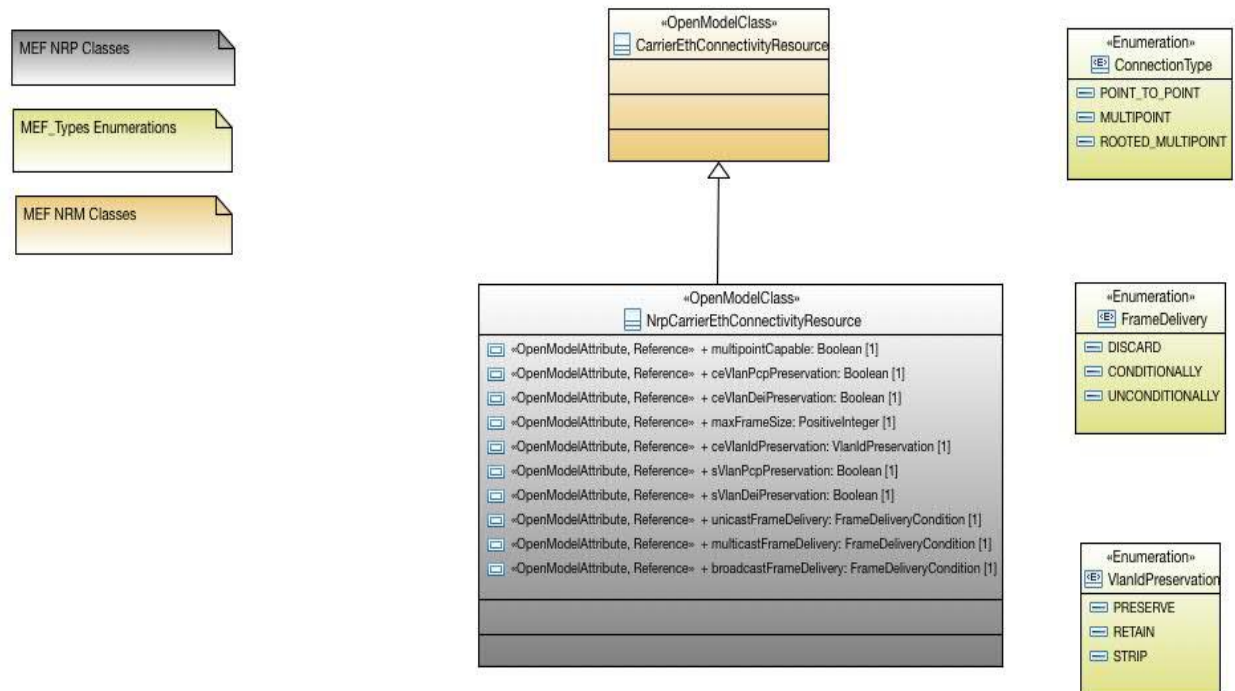 MEF NRP Classes
MEF_Types Enumerations
MEF NRM Classes
«OpenModelClass»
CarrierEthConnectivityResource
«OpenModelClass»
NrpCarrierEthConnectivityResource
«OpenModelAttribute, Reference» + multipointCapable: Boolean [1]
«OpenModelAttribute, Reference» + ceVlanPcpPreservation: Boolean [1]
«OpenModelAttribute, Reference» + ceVlanDeiPreservation: Boolean [1]
«OpenModelAttribute, Reference» + maxFrameSize: PositiveInteger [1]
«OpenModelAttribute, Reference» + ceVlanIdPreservation: VlanIdPreservation [1]
«OpenModelAttribute, Reference» + sVlanPcpPreservation: Boolean [1]
«OpenModelAttribute, Reference» + sVlanDeiPreservation: Boolean [1]
«OpenModelAttribute, Reference» + unicastFrameDelivery: FrameDeliveryCondition [1]
«OpenModelAttribute, Reference» + multicastFrameDelivery: FrameDeliveryCondition [1]
«OpenModelAttribute, Reference» + broadcastFrameDelivery: FrameDeliveryCondition [1]
«Enumeration»
ConnectionType
POINT_TO_POINT
MULTIPOINT
ROOTED_MULTIPOINT
«Enumeration»
FrameDelivery
DISCARD
CONDITIONALLY
UNCONDITIONALLY
«Enumeration»
VlanIdPreservation
PRESERVE
RETAIN
STRIP